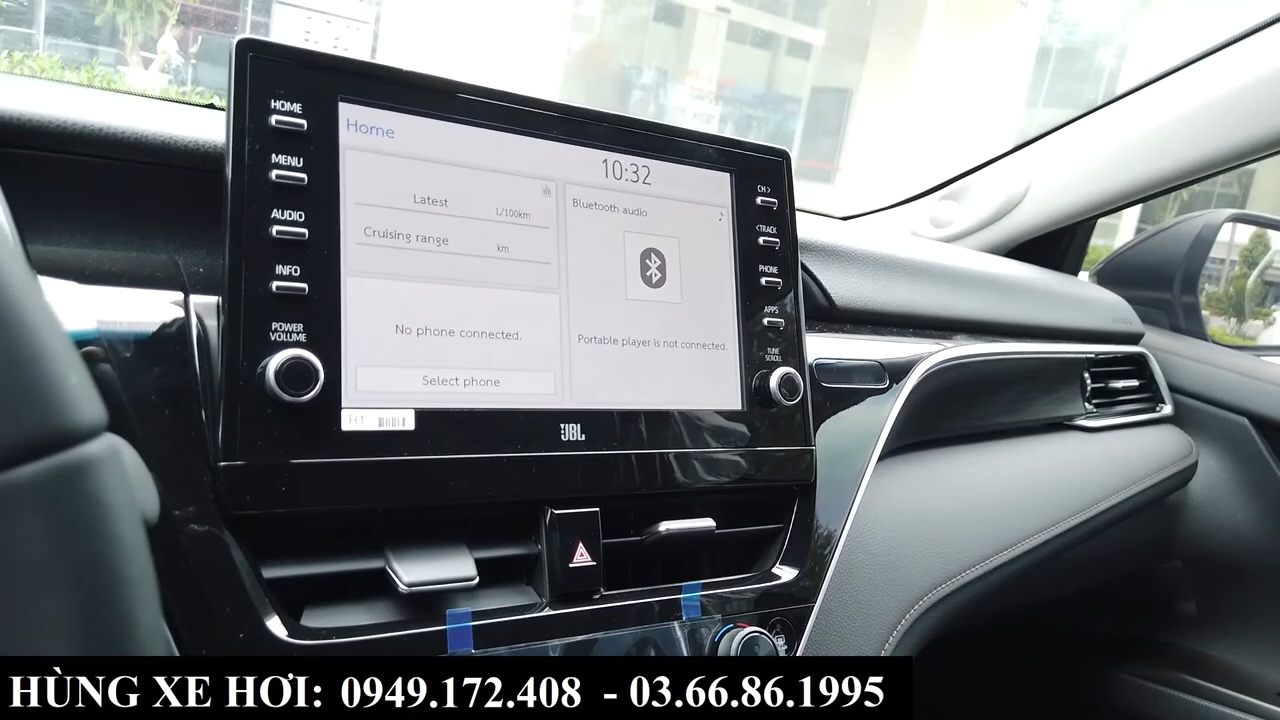 HOME
MENU
AUDIO
INFO
POWER
VOLUME
Home
10:32
Latest
L/100km
Cruising range
km
No phone connected.
Select phone
Bluetooth audio
Portable player is not connected.
CH >
< TRACK
PHONE
APPS
TUNE
SCROLL
R1
JBL
HÙNG XE HƠI: 0949.172.408 - 03.66.86.1995